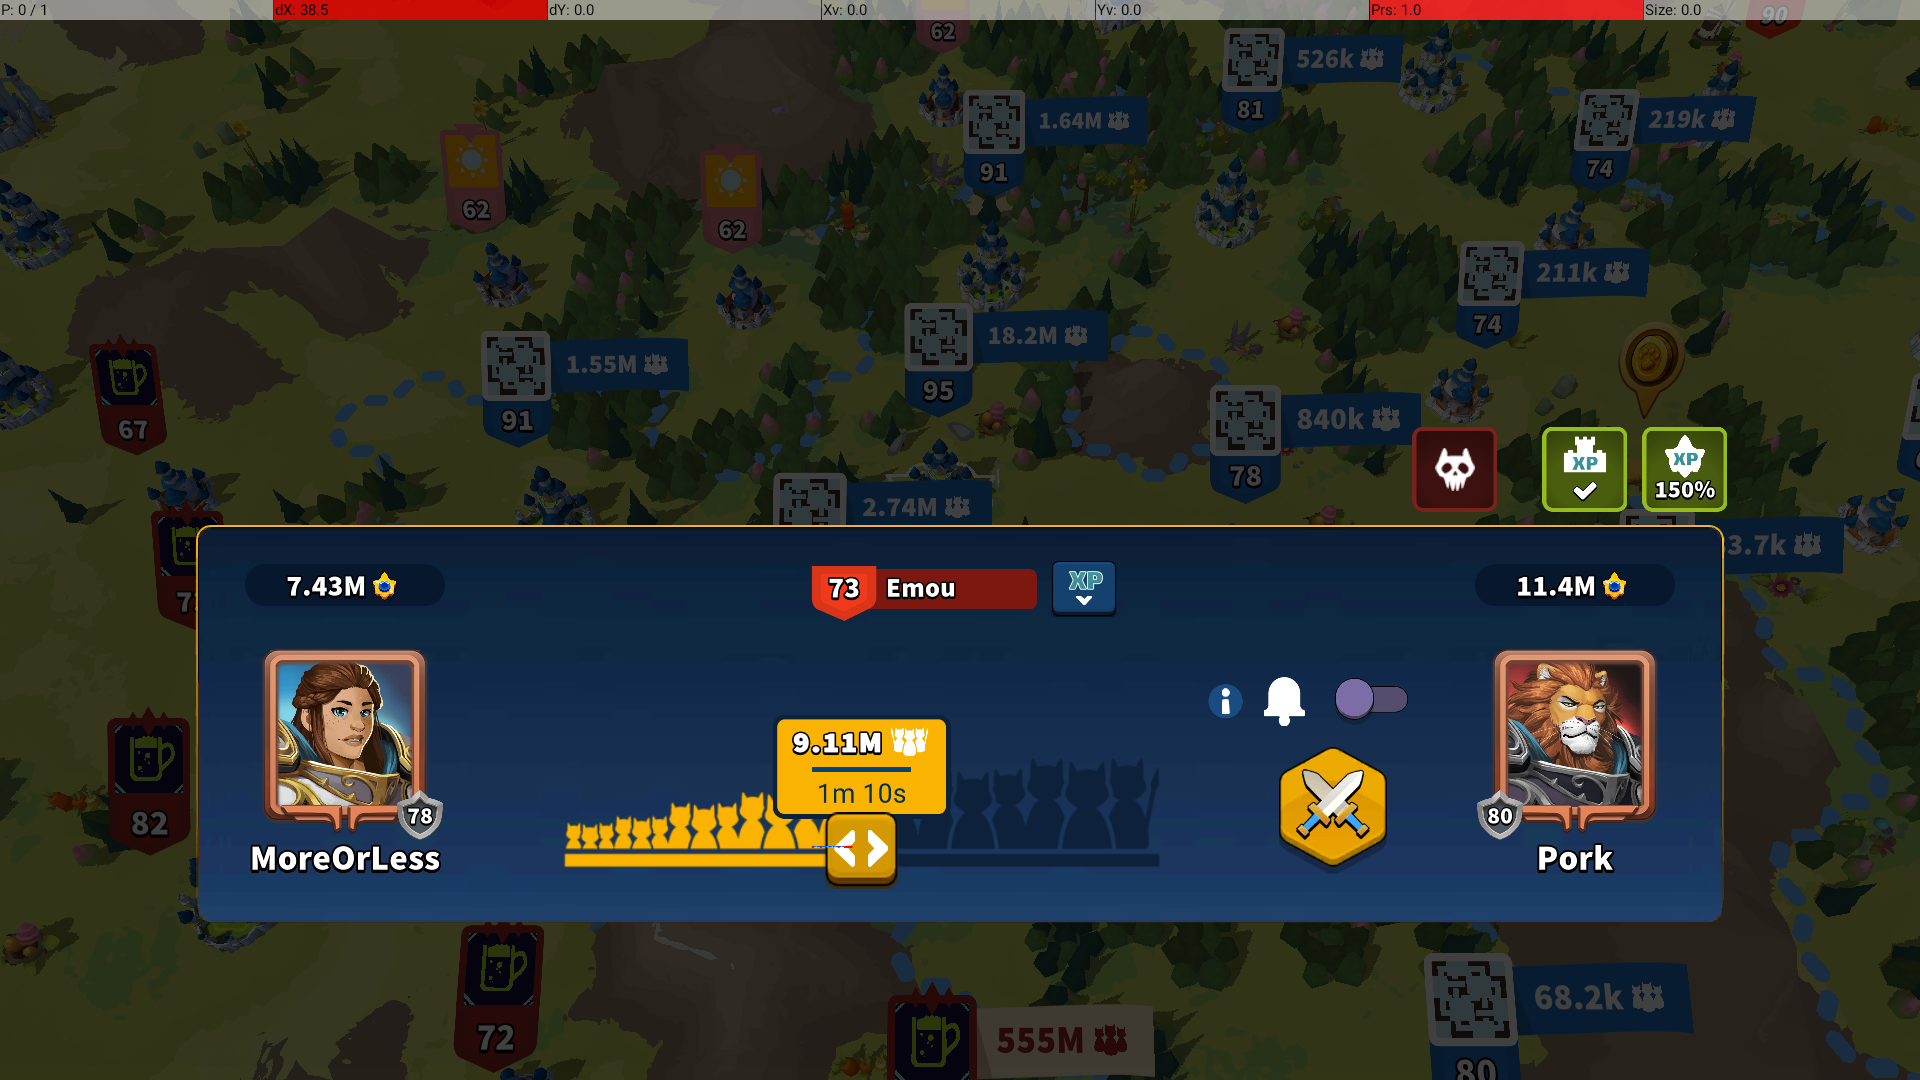 P: 0 / 1
dX: 38.5
dY: 0.0
Xv: 0.0
Yv: 0.0
Prs: 1.0
Size: 0.0
62
90
526k
81
1.64M
91
219k
74
62
62
211k
74
18.2M
95
1.55M
91
67
840k
78
XP
XP
150%
2.74M
3.7k
7.43M
73 Emou
XP
11.4M
9.11M
1m 10s
78
80
MoreOrLess
Pork
82
72
555M
68.2k
80